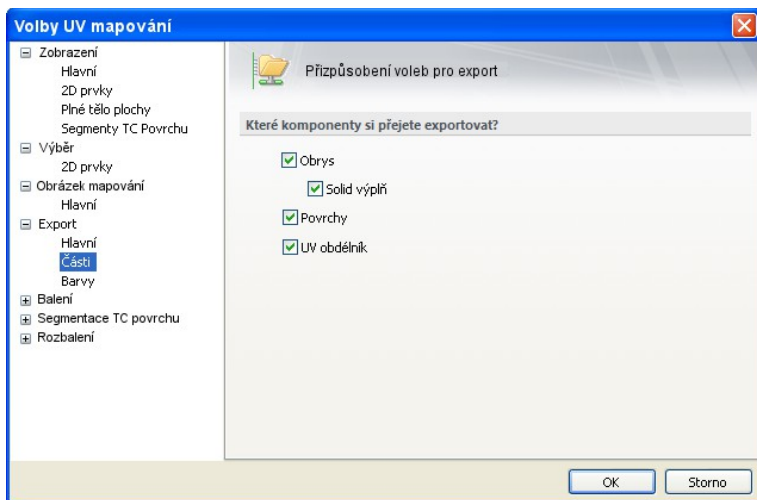 Volby UV mapování
Zobrazení
Hlavní
2D prvky
Plné tělo plochy
Segmenty TC Povrchu
Výběr
2D prvky
Obrázek mapování
Hlavní
Export
Hlavní
Části
Barvy
Balení
Segmentace TC povrchu
Rozbalení
Přizpůsobení voleb pro export
Které komponenty si přejete exportovat?
Obrys
Solid výplň
Povrchy
UV obdélník
OK
Storno